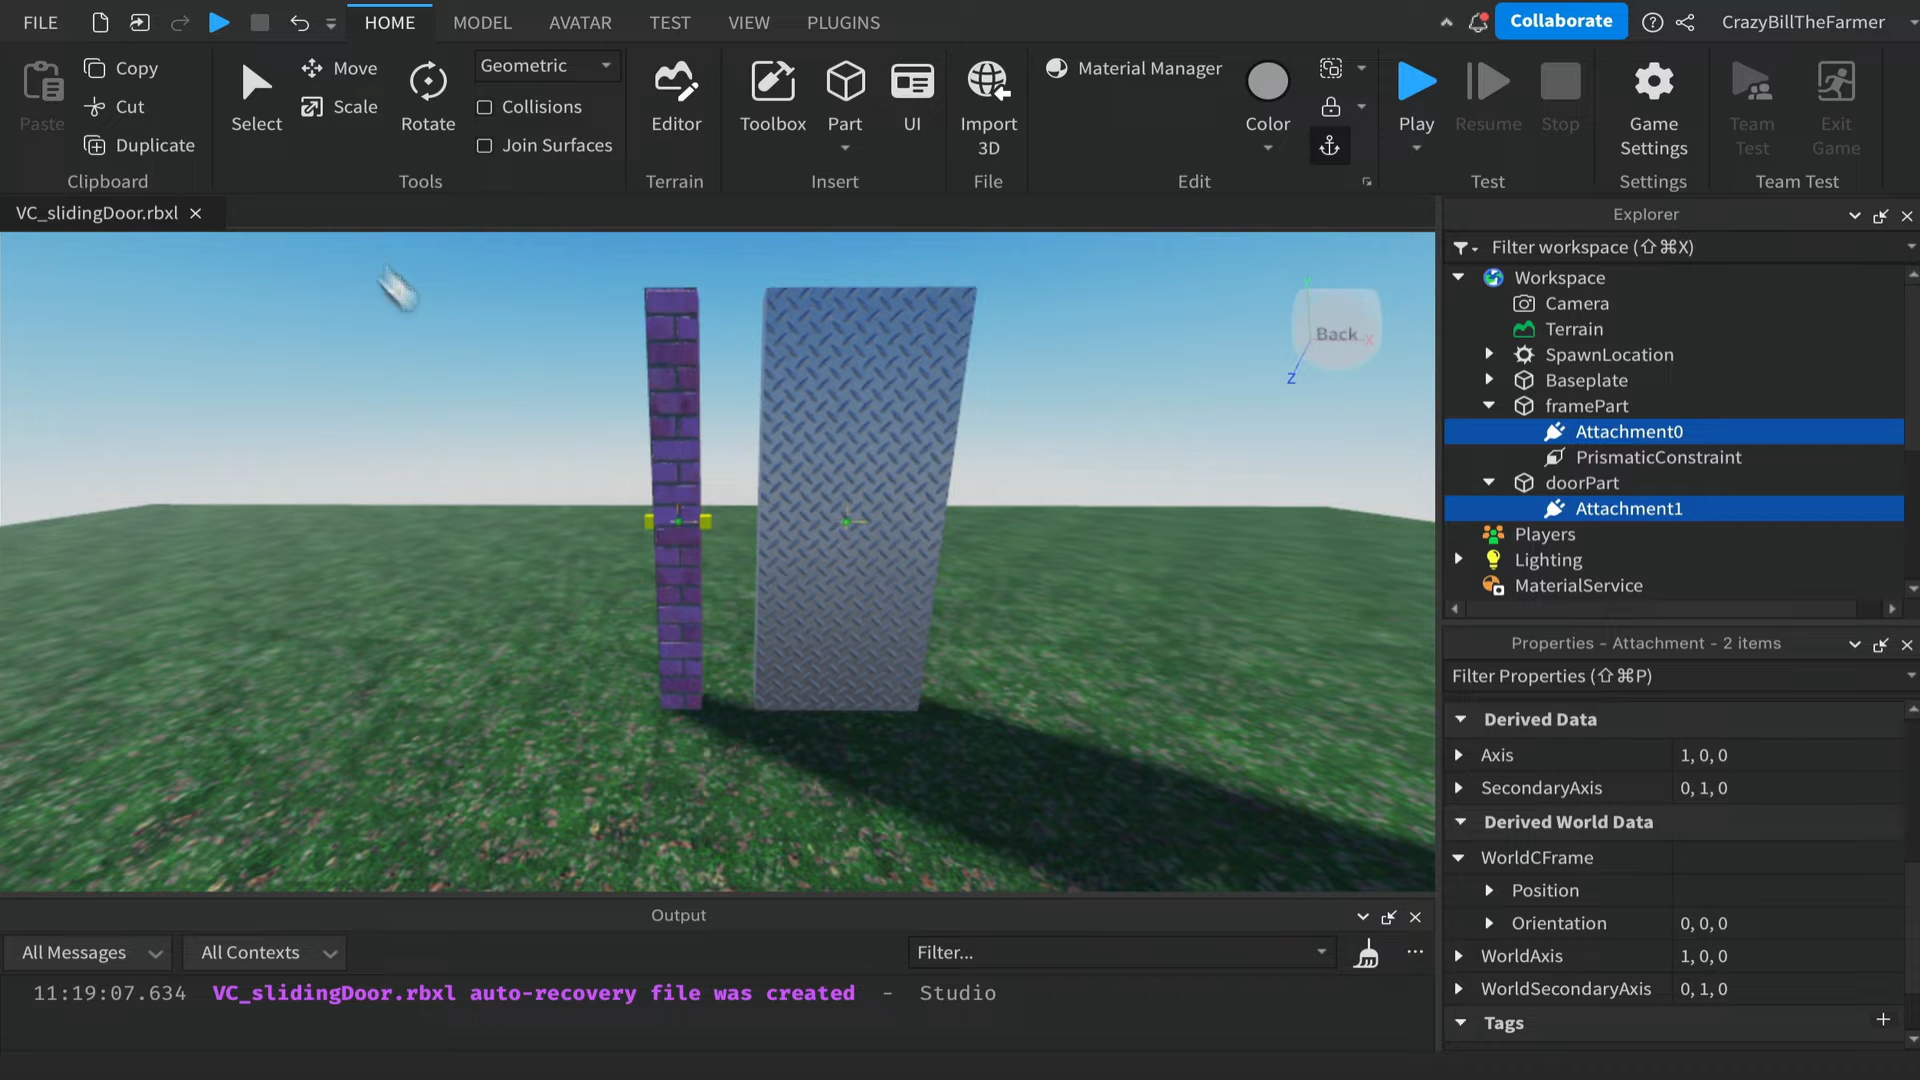 FILE HOME MODEL AVATAR TEST VIEW PLUGINS Collaborate CrazyBillTheFarmer
Paste
Copy
Cut
Duplicate
Clipboard
Select
Move
Scale
Rotate
Geometric
Collisions
Join Surfaces
Tools
Editor
Terrain
Toolbox
Part
UI
Insert
Import
3D
File
Material Manager
Color
Edit
Play
Resume
Stop
Test
Game
Settings
Settings
Team
Test
Exit
Game
Team Test
VC_slidingDoor.rbxl
Back
X
Y
Z
Explorer
Filter workspace (⇧⌘X)
Workspace
Camera
Terrain
SpawnLocation
Baseplate
framePart
Attachment0
PrismaticConstraint
doorPart
Attachment1
Players
Lighting
MaterialService
Properties - Attachment - 2 items
Filter Properties (⇧⌘P)
Derived Data
Axis 1, 0, 0
SecondaryAxis 0, 1, 0
Derived World Data
WorldCFrame
Position
Orientation 0, 0, 0
WorldAxis 1, 0, 0
WorldSecondaryAxis 0, 1, 0
Tags
Output
All Messages All Contexts Filter...
11:19:07.634 VC_slidingDoor.rbxl auto-recovery file was created - Studio